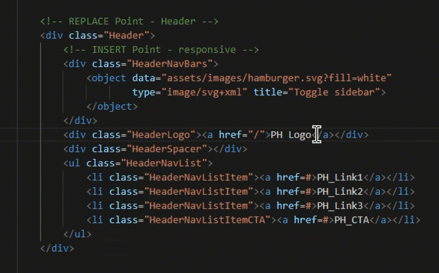 <!-- REPLACE Point - Header -->
<div class="Header">
<!-- INSERT Point - responsive -->
<div class="HeaderNavBars">
<object data="assets/images/hamburger.svg?fill=white"
type="image/svg+xml" title="Toggle sidebar">
</object>
</div>
<div class="HeaderLogo"><a href="/">PH Logo</a></div>
<div class="HeaderSpacer"></div>
<ul class="HeaderNavList">
<li class="HeaderNavListItem"><a href=#>PH_Link1</a></li>
<li class="HeaderNavListItem"><a href=#>PH_Link2</a></li>
<li class="HeaderNavListItem"><a href=#>PH_Link3</a></li>
<li class="HeaderNavListItemCTA"><a href=#>PH_CTA</a></li>
</ul>
</div>